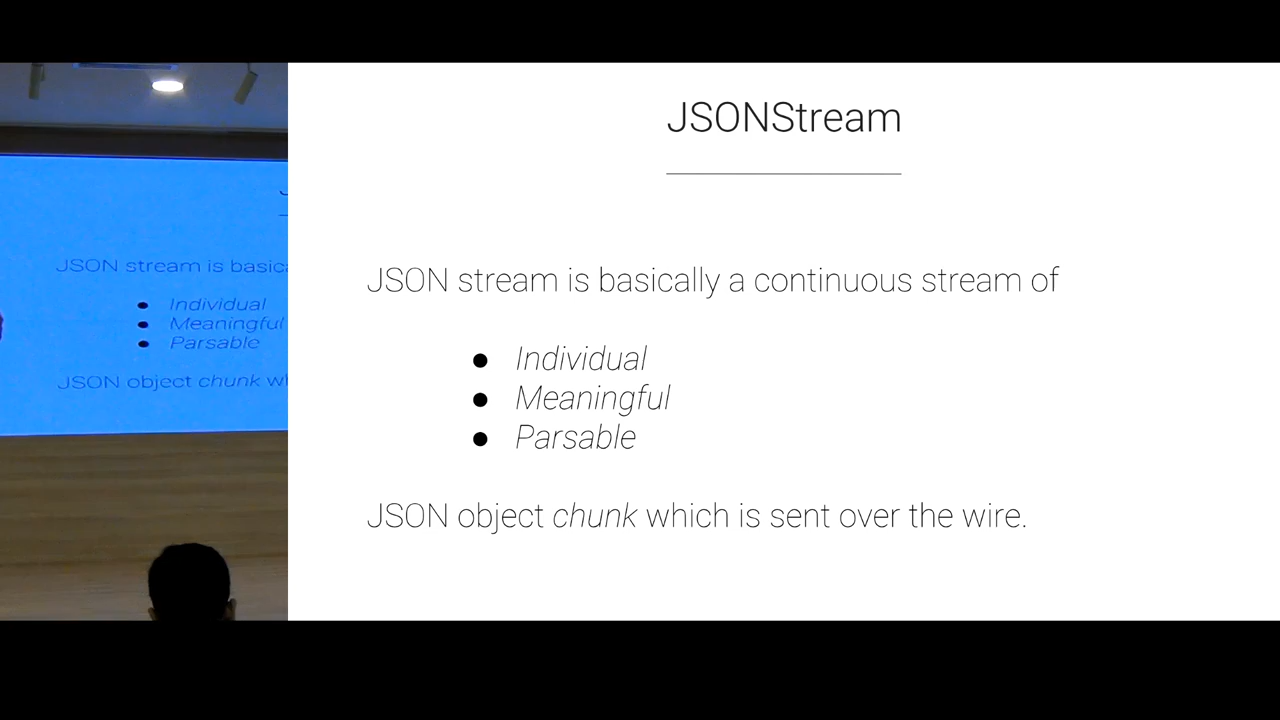 JSONStream
JSON stream is basically a continuous stream of
● Individual
● Meaningful
● Parsable
JSON object chunk which is sent over the wire.
JSON stream is basic
● Individual
● Meaningful
● Parsable
JSON object chunk wh